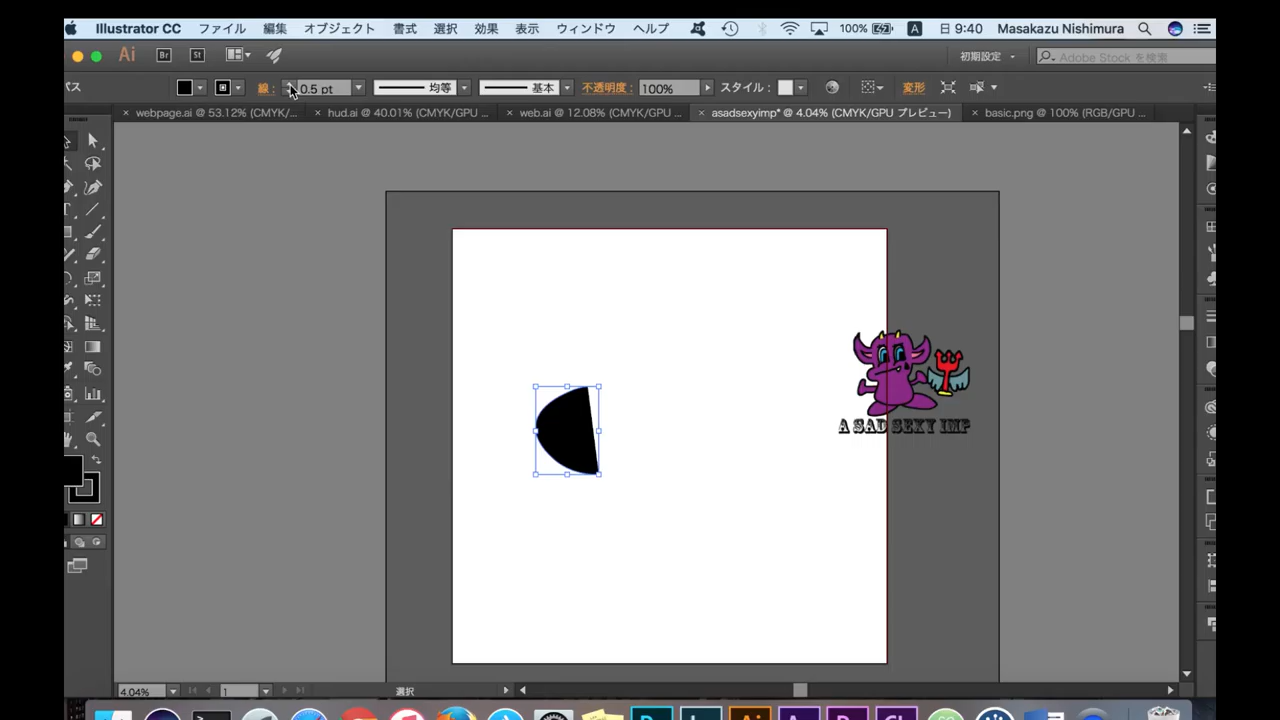 Illustrator CC ファイル 編集 オブジェクト 書式 選択 効果 表示 ウィンドウ ヘルプ 100% A 日 9:40 Masakazu Nishimura
Ai Br St 初期設定 Adobe Stock を検索
パス 線 : 0.5 pt 均等 基本 不透明度 : 100% スタイル : 変形
× webpage.ai @ 53.12% (CMYK/... × hud.ai @ 40.01% (CMYK/GPU ... × web.ai @ 12.08% (CMYK/GPU ... × asadsexyimp* @ 4.04% (CMYK/GPU プレビュー) × basic.png @ 100% (RGB/GPU ...
A SAD SEXY IMP
4.04% 1 選択